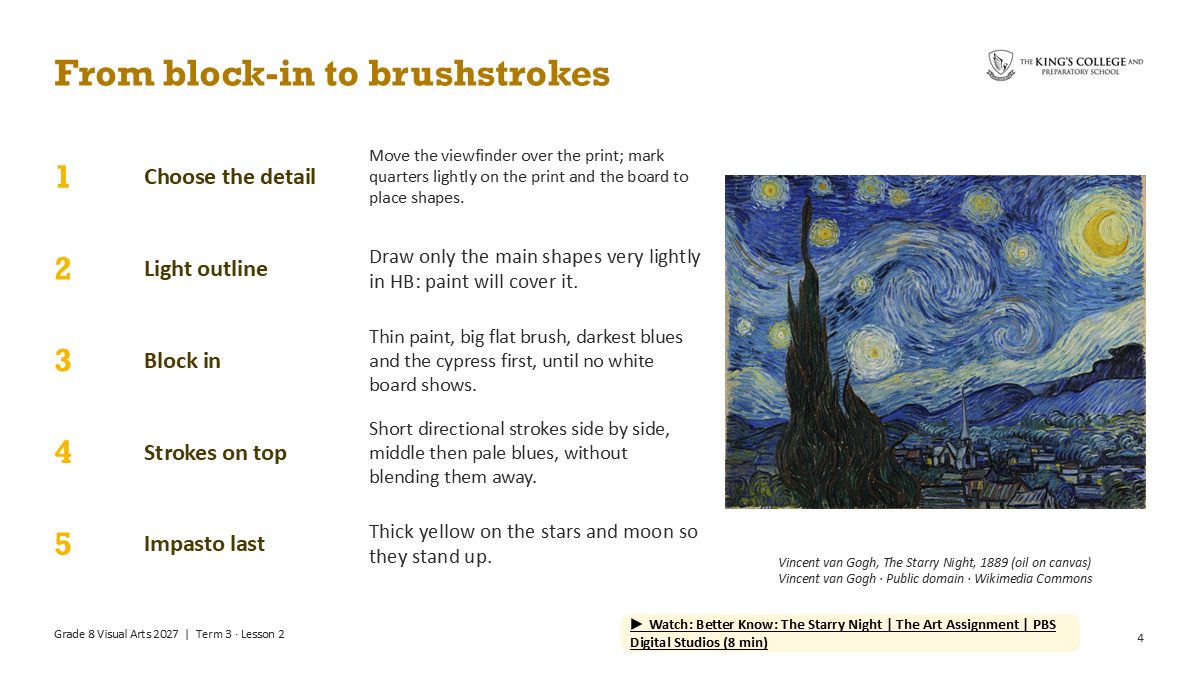 From block-in to brushstrokes
THE KING'S COLLEGE AND
PREPARATORY SCHOOL
1
Choose the detail
Move the viewfinder over the print; mark
quarters lightly on the print and the board to
place shapes.
2
Light outline
Draw only the main shapes very lightly
in HB: paint will cover it.
3
Block in
Thin paint, big flat brush, darkest blues
and the cypress first, until no white
board shows.
4
Strokes on top
Short directional strokes side by side,
middle then pale blues, without
blending them away.
5
Impasto last
Thick yellow on the stars and moon so
they stand up.
Vincent van Gogh, The Starry Night, 1889 (oil on canvas)
Vincent van Gogh · Public domain · Wikimedia Commons
Grade 8 Visual Arts 2027 | Term 3 · Lesson 2
▶ Watch: Better Know: The Starry Night | The Art Assignment | PBS
Digital Studios (8 min)
4